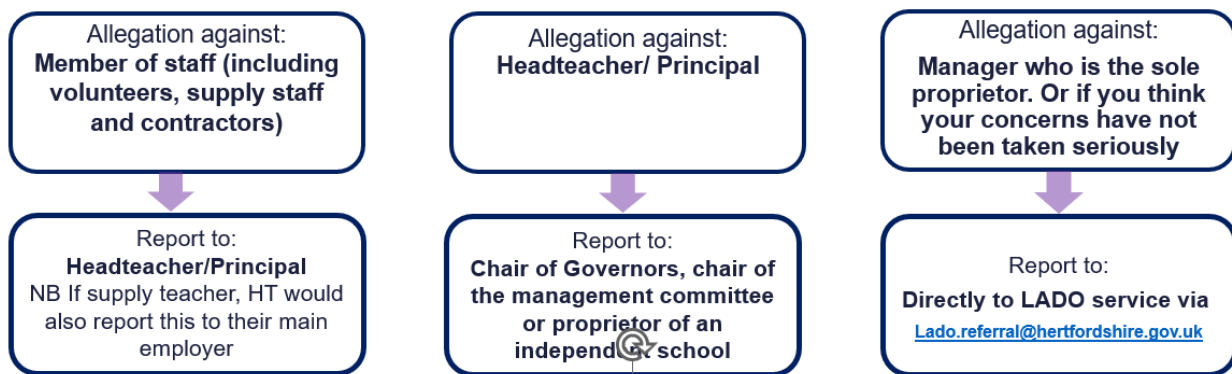 Allegation against:
Member of staff (including
volunteers, supply staff
and contractors)
Report to:
Headteacher/Principal
NB If supply teacher, HT would
also report this to their main
employer
Allegation against:
Headteacher/ Principal
Report to:
Chair of Governors, chair of
the management committee
or proprietor of an
independent school
Allegation against:
Manager who is the sole
proprietor. Or if you think
your concerns have not
been taken seriously
Report to:
Directly to LADO service via
Lado.referral@hertfordshire.gov.uk